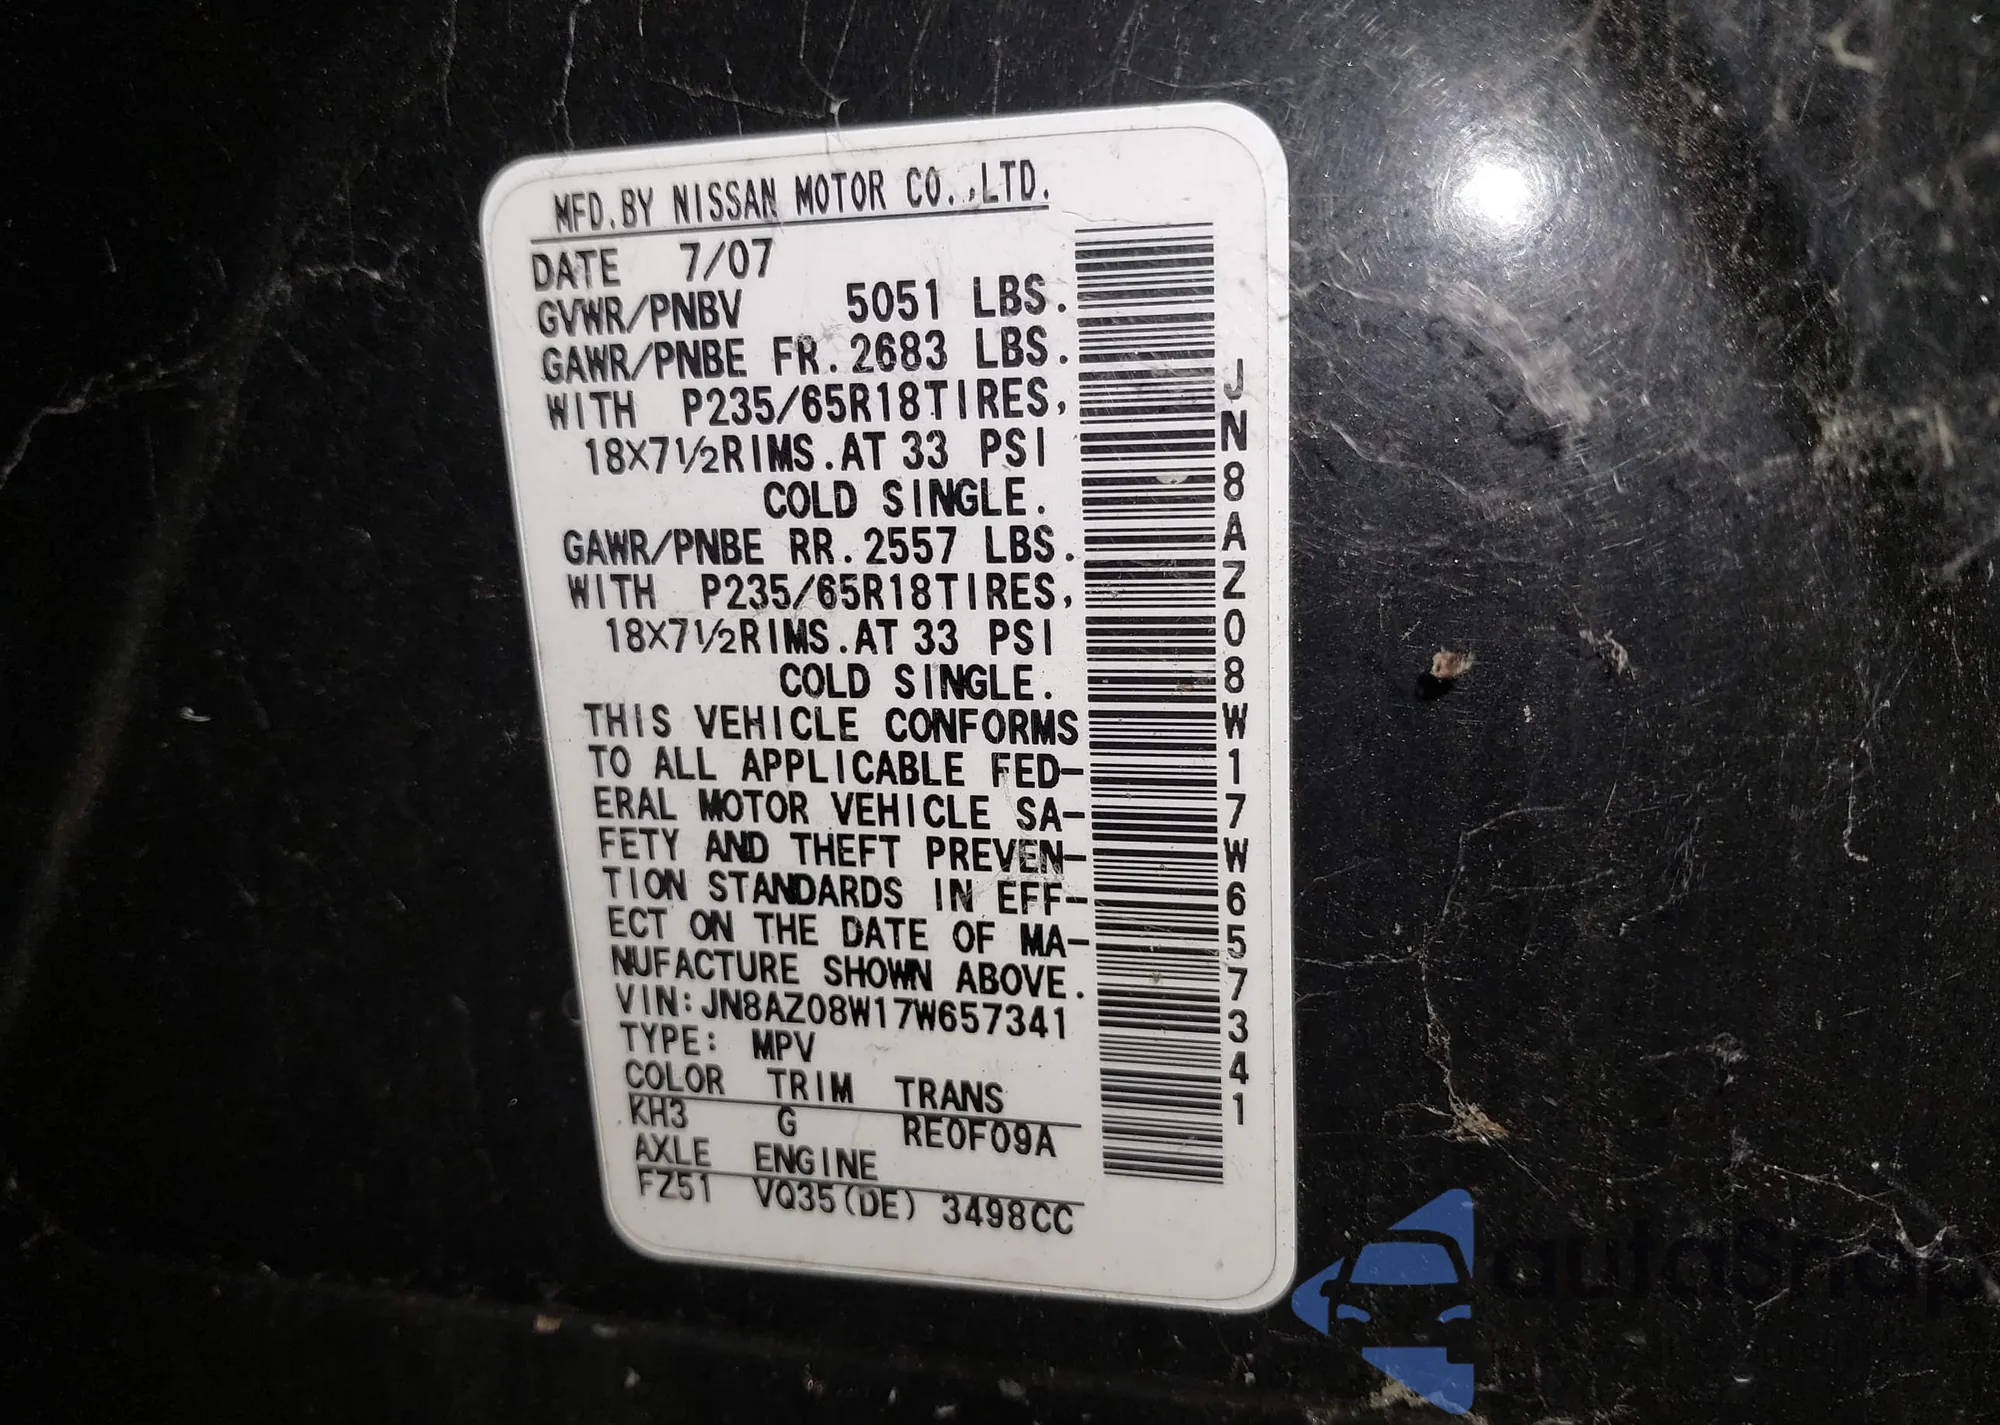 MFD.BY NISSAN MOTOR CO.,LTD.
DATE 7/07
GVWR/PNBV 5051 LBS.
GAWR/PNBE FR.2683 LBS.
WITH P235/65R18TIRES,
18X7½RIMS.AT 33 PSI
COLD SINGLE.
GAWR/PNBE RR.2557 LBS.
WITH P235/65R18TIRES,
18X7½RIMS.AT 33 PSI
COLD SINGLE.
THIS VEHICLE CONFORMS
TO ALL APPLICABLE FED-
ERAL MOTOR VEHICLE SA-
FETY AND THEFT PREVEN-
TION STANDARDS IN EFF-
ECT ON THE DATE OF MA-
NUFACTURE SHOWN ABOVE.
VIN:JN8AZ08W17W657341
TYPE: MPV
COLOR TRIM TRANS
KH3 G RE0F09A
AXLE ENGINE
FZ51 VQ35(DE) 3498CC
JN8AZ08W17W657341
autaSnap